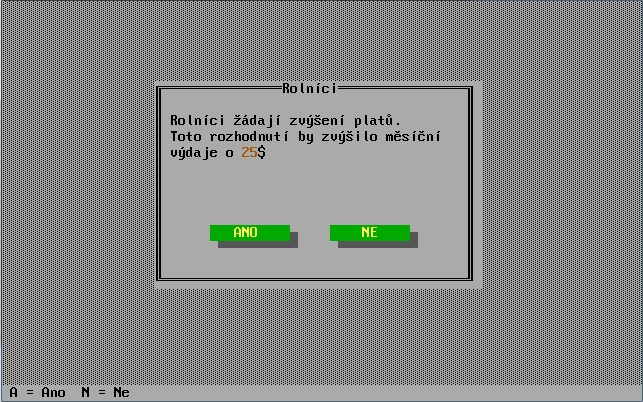 Rolníci
Rolníci žádají zvýšení platů.
Toto rozhodnutí by zvýšilo měsíční
výdaje o 25$
ANO NE
A = Ano N = Ne